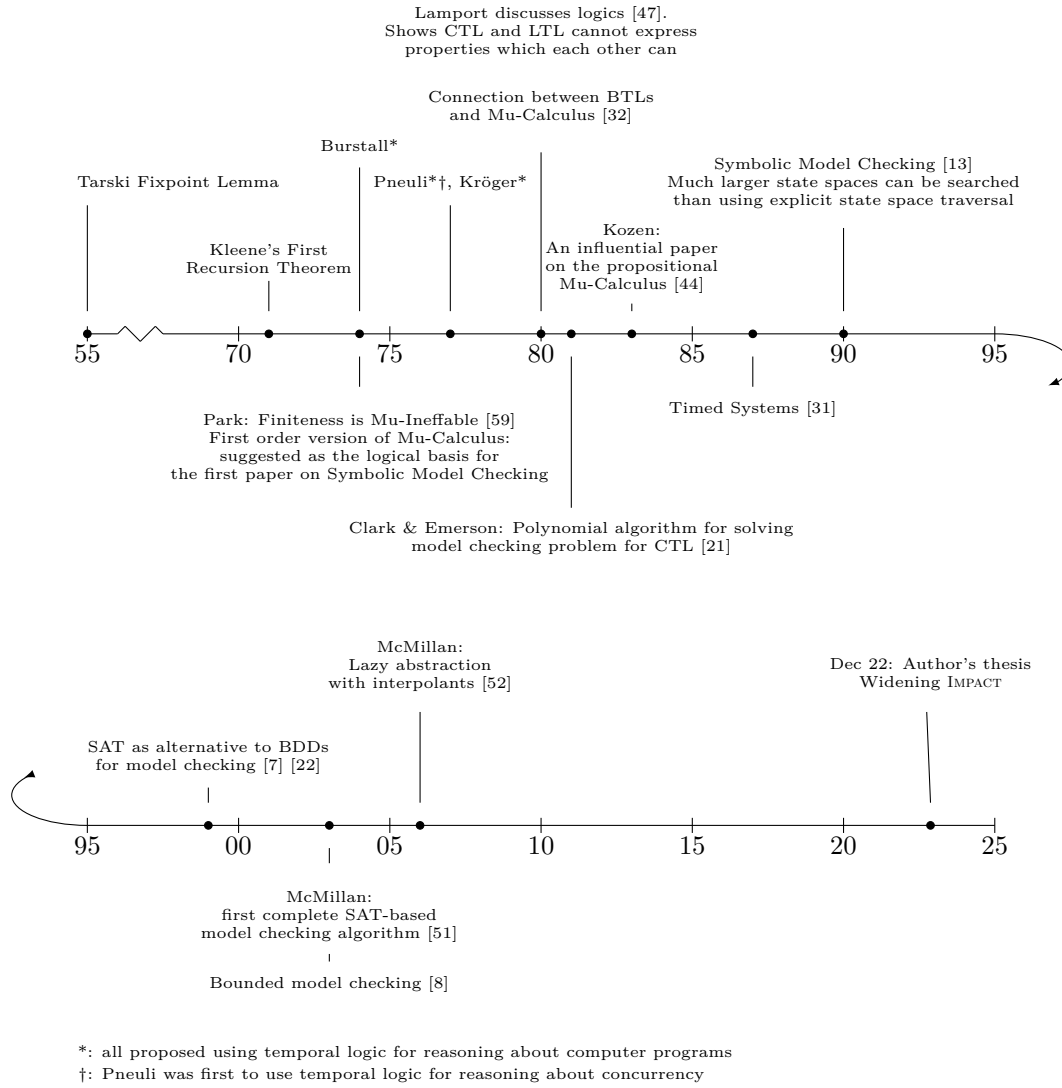 Lamport discusses logics [47].
Shows CTL and LTL cannot express
properties which each other can
Connection between BTLs
and Mu-Calculus [32]
Burstall*
Tarski Fixpoint Lemma
Pneuli*†, Kröger*
Symbolic Model Checking [13]
Much larger state spaces can be searched
than using explicit state space traversal
Kleene's First
Recursion Theorem
Kozen:
An influential paper
on the propositional
Mu-Calculus [44]
55 70 75 80 85 90 95
Timed Systems [31]
Park: Finiteness is Mu-Ineffable [59]
First order version of Mu-Calculus:
suggested as the logical basis for
the first paper on Symbolic Model Checking
Clark & Emerson: Polynomial algorithm for solving
model checking problem for CTL [21]
McMillan:
Lazy abstraction
with interpolants [52]
Dec 22: Author's thesis
Widening Impact
SAT as alternative to BDDs
for model checking [7] [22]
95 00 05 10 15 20 25
McMillan:
first complete SAT-based
model checking algorithm [51]
Bounded model checking [8]
*: all proposed using temporal logic for reasoning about computer programs
†: Pneuli was first to use temporal logic for reasoning about concurrency